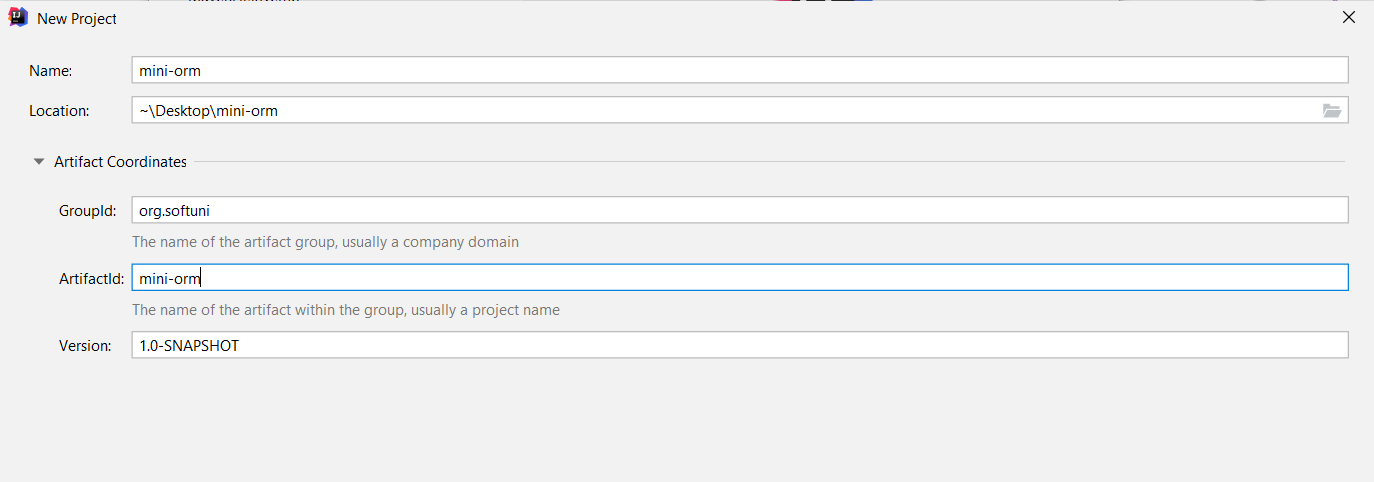 New Project
Name: mini-orm
Location: ~\Desktop\mini-orm
Artifact Coordinates
GroupId: org.softuni
The name of the artifact group, usually a company domain
ArtifactId: mini-orm
The name of the artifact within the group, usually a project name
Version: 1.0-SNAPSHOT